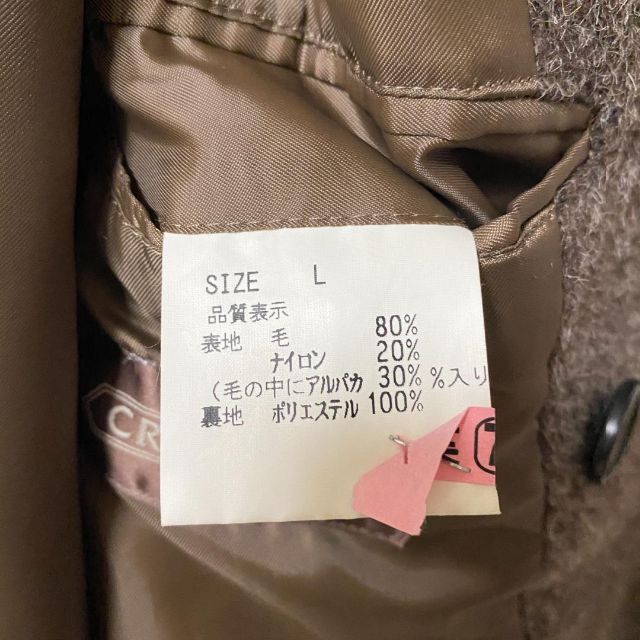 SIZE L
品質表示
表地 毛 80%
ナイロン 20%
(毛の中にアルパカ 30% %入り
裏地 ポリエステル 100%
CR